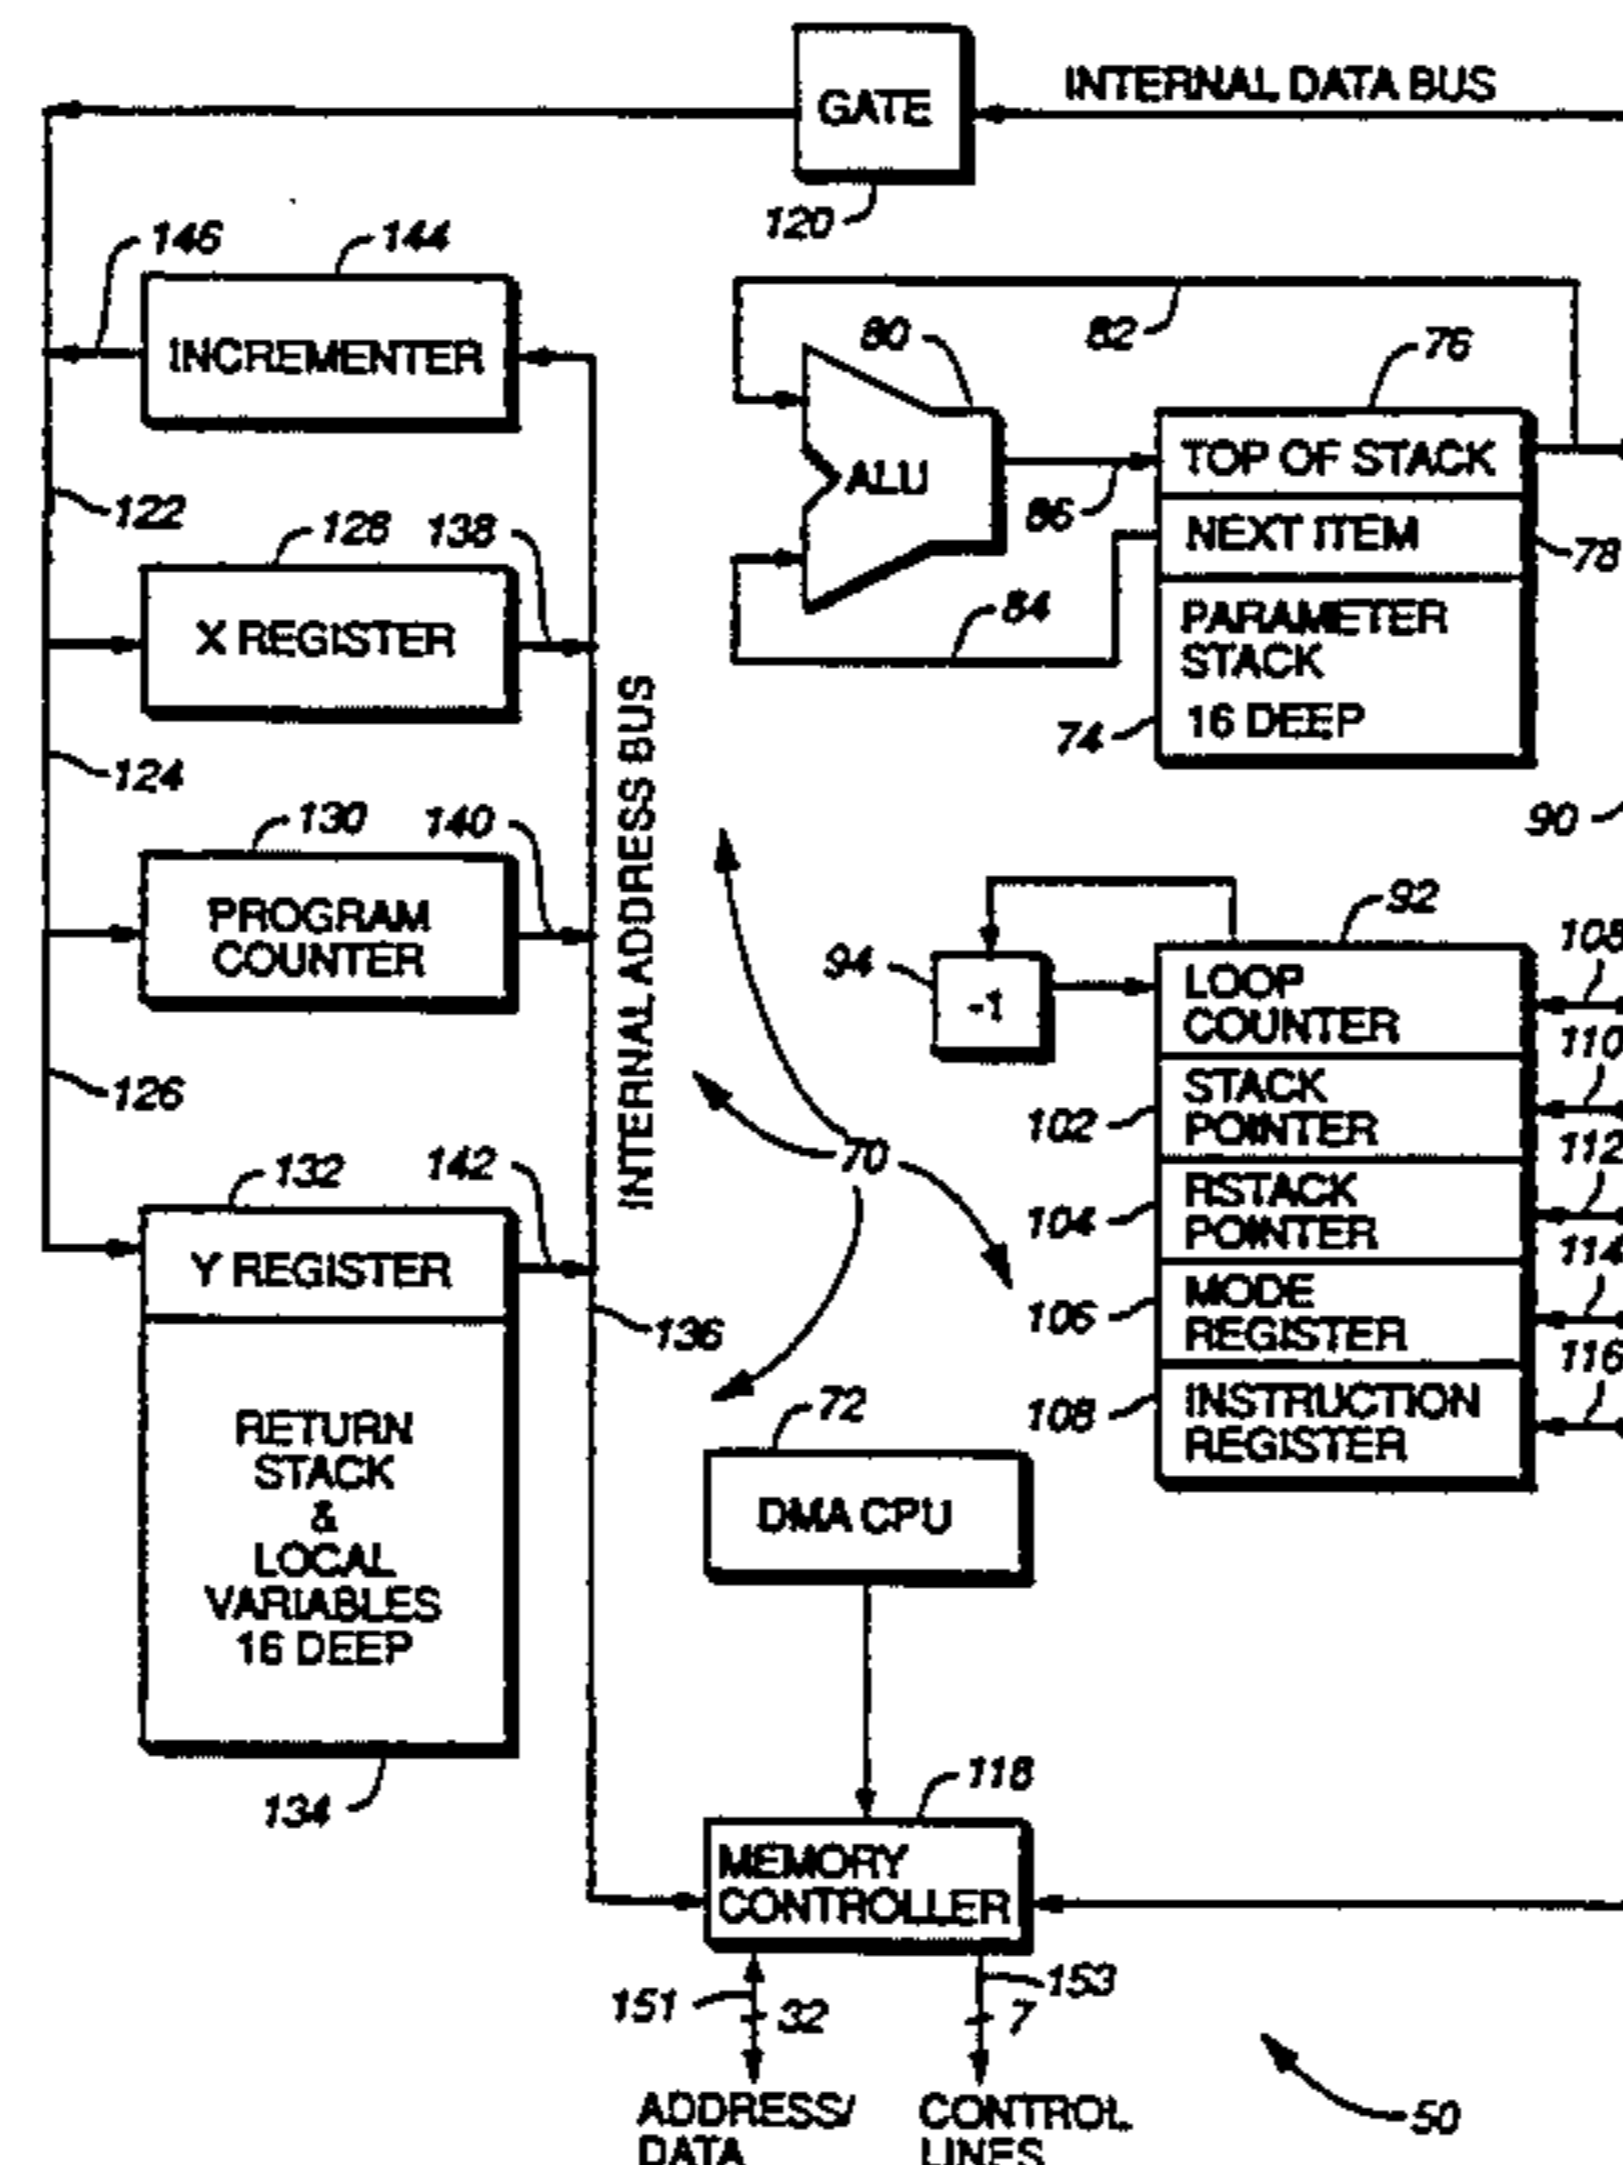 GATE
INTERNAL DATA BUS
120
146
144
INCREMENTER
82
80
76
ALU
TOP OF STACK
86
NEXT ITEM
78
122
128
138
X REGISTER
84
PARAMETER
STACK
16 DEEP
74
124
INTERNAL ADDRESS BUS
130
140
90
PROGRAM
COUNTER
92
94
-1
LOOP
COUNTER
108
110
126
102
STACK
POINTER
112
70
132
142
104
RSTACK
POINTER
114
Y REGISTER
136
106
MODE
REGISTER
116
72
108
INSTRUCTION
REGISTER
RETURN
STACK
&
LOCAL
VARIABLES
16 DEEP
DMA CPU
134
118
MEMORY
CONTROLLER
151
32
153
7
ADDRESS/
DATA
CONTROL
LINES
50